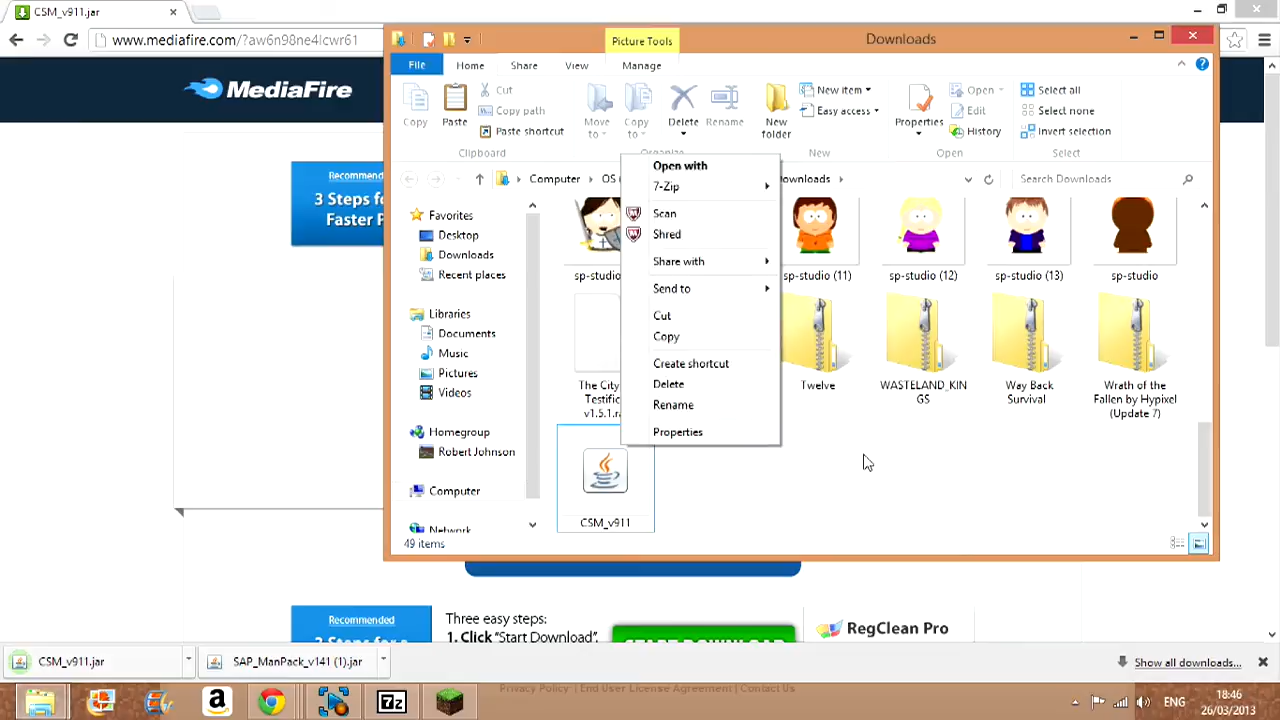 CSM_v911.jar
www.mediafire.com/?aw6n98ne4lcwr61
MediaFire
Picture Tools
Downloads
File
Home
Share
View
Manage
Copy
Paste
Cut
Copy path
Paste shortcut
Move to
Copy to
Delete
Rename
New folder
New item
Easy access
Properties
Open
Edit
History
Select all
Select none
Invert selection
Clipboard
New
Open
Select
Computer
OS
Search Downloads
Favorites
Desktop
Downloads
Recent places
Libraries
Documents
Music
Pictures
Videos
Homegroup
Robert Johnson
Computer
Network
Open with
7-Zip
Scan
Shred
Share with
Send to
Cut
Copy
Create shortcut
Delete
Rename
Properties
sp-studio (11)
sp-studio (12)
sp-studio (13)
sp-studio
The City
Testific
v1.5.1.ra
Twelve
WASTELAND_KIN
GS
Way Back
Survival
Wrath of the
Fallen by Hypixel
(Update 7)
CSM_v911
49 items
3 Steps fo
Faster P
Recommended
Three easy steps:
1. Click "Start Download".
START DOWNLOAD
RegClean Pro
CSM_v911.jar
SAP_ManPack_v141 (1).jar
Show all downloads...
Privacy Policy | End User License Agreement | Contact Us
7z
ENG
18:46
26/03/2013